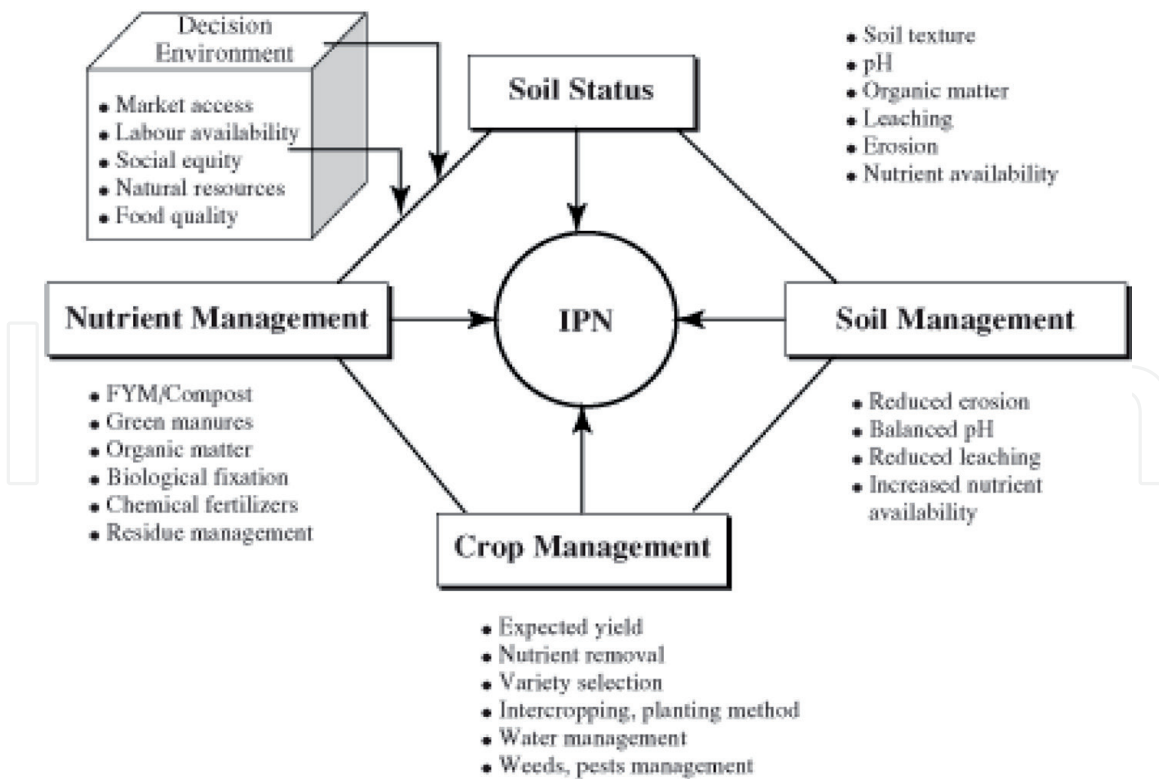 Decision
Environment
• Market access
• Labour availability
• Social equity
• Natural resources
• Food quality
Soil Status
• Soil texture
• pH
• Organic matter
• Leaching
• Erosion
• Nutrient availability
Nutrient Management
IPN
Soil Management
• FYM/Compost
• Green manures
• Organic matter
• Biological fixation
• Chemical fertilizers
• Residue management
• Reduced erosion
• Balanced pH
• Reduced leaching
• Increased nutrient
availability
Crop Management
• Expected yield
• Nutrient removal
• Variety selection
• Intercropping, planting method
• Water management
• Weeds, pests management